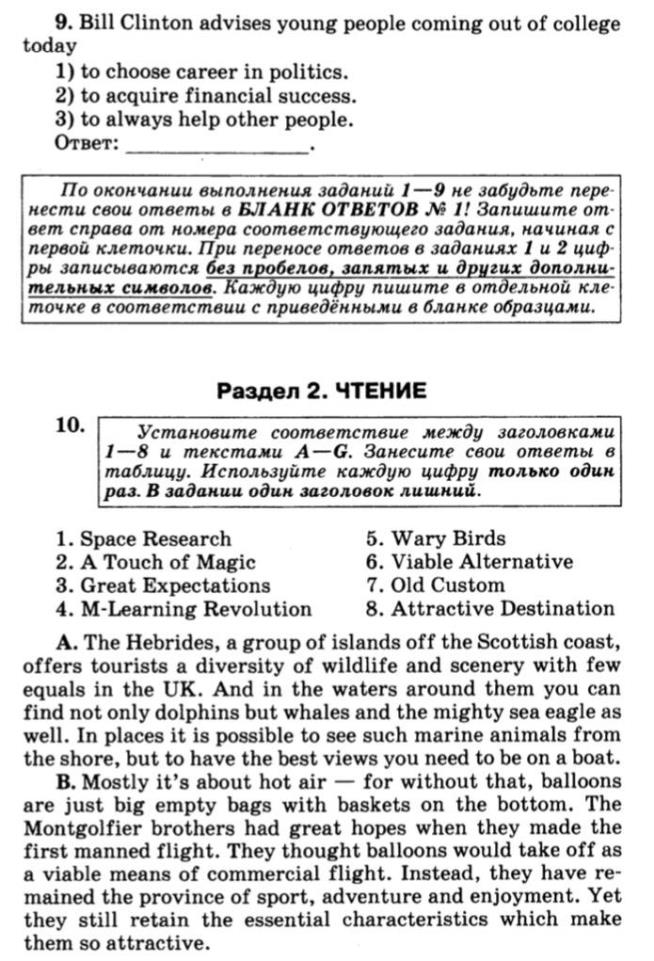 9. Bill Clinton advises young people coming out of college
today
1) to choose career in politics.
2) to acquire financial success.
3) to always help other people.
Ответ: ____________________.
По окончании выполнения заданий 1—9 не забудьте пере-
нести свои ответы в БЛАНК ОТВЕТОВ № 1! Запишите от-
вет справа от номера соответствующего задания, начиная с
первой клеточки. При переносе ответов в заданиях 1 и 2 циф-
ры записываются без пробелов, запятых и других дополни-
тельных символов. Каждую цифру пишите в отдельной кле-
точке в соответствии с приведёнными в бланке образцами.
Раздел 2. ЧТЕНИЕ
10. Установите соответствие между заголовками
1—8 и текстами A—G. Занесите свои ответы в
таблицу. Используйте каждую цифру только один
раз. В задании один заголовок лишний.
1. Space Research
2. A Touch of Magic
3. Great Expectations
4. M-Learning Revolution
5. Wary Birds
6. Viable Alternative
7. Old Custom
8. Attractive Destination
A. The Hebrides, a group of islands off the Scottish coast,
offers tourists a diversity of wildlife and scenery with few
equals in the UK. And in the waters around them you can
find not only dolphins but whales and the mighty sea eagle as
well. In places it is possible to see such marine animals from
the shore, but to have the best views you need to be on a boat.
B. Mostly it's about hot air — for without that, balloons
are just big empty bags with baskets on the bottom. The
Montgolfier brothers had great hopes when they made the
first manned flight. They thought balloons would take off as
a viable means of commercial flight. Instead, they have re-
mained the province of sport, adventure and enjoyment. Yet
they still retain the essential characteristics which make
them so attractive.